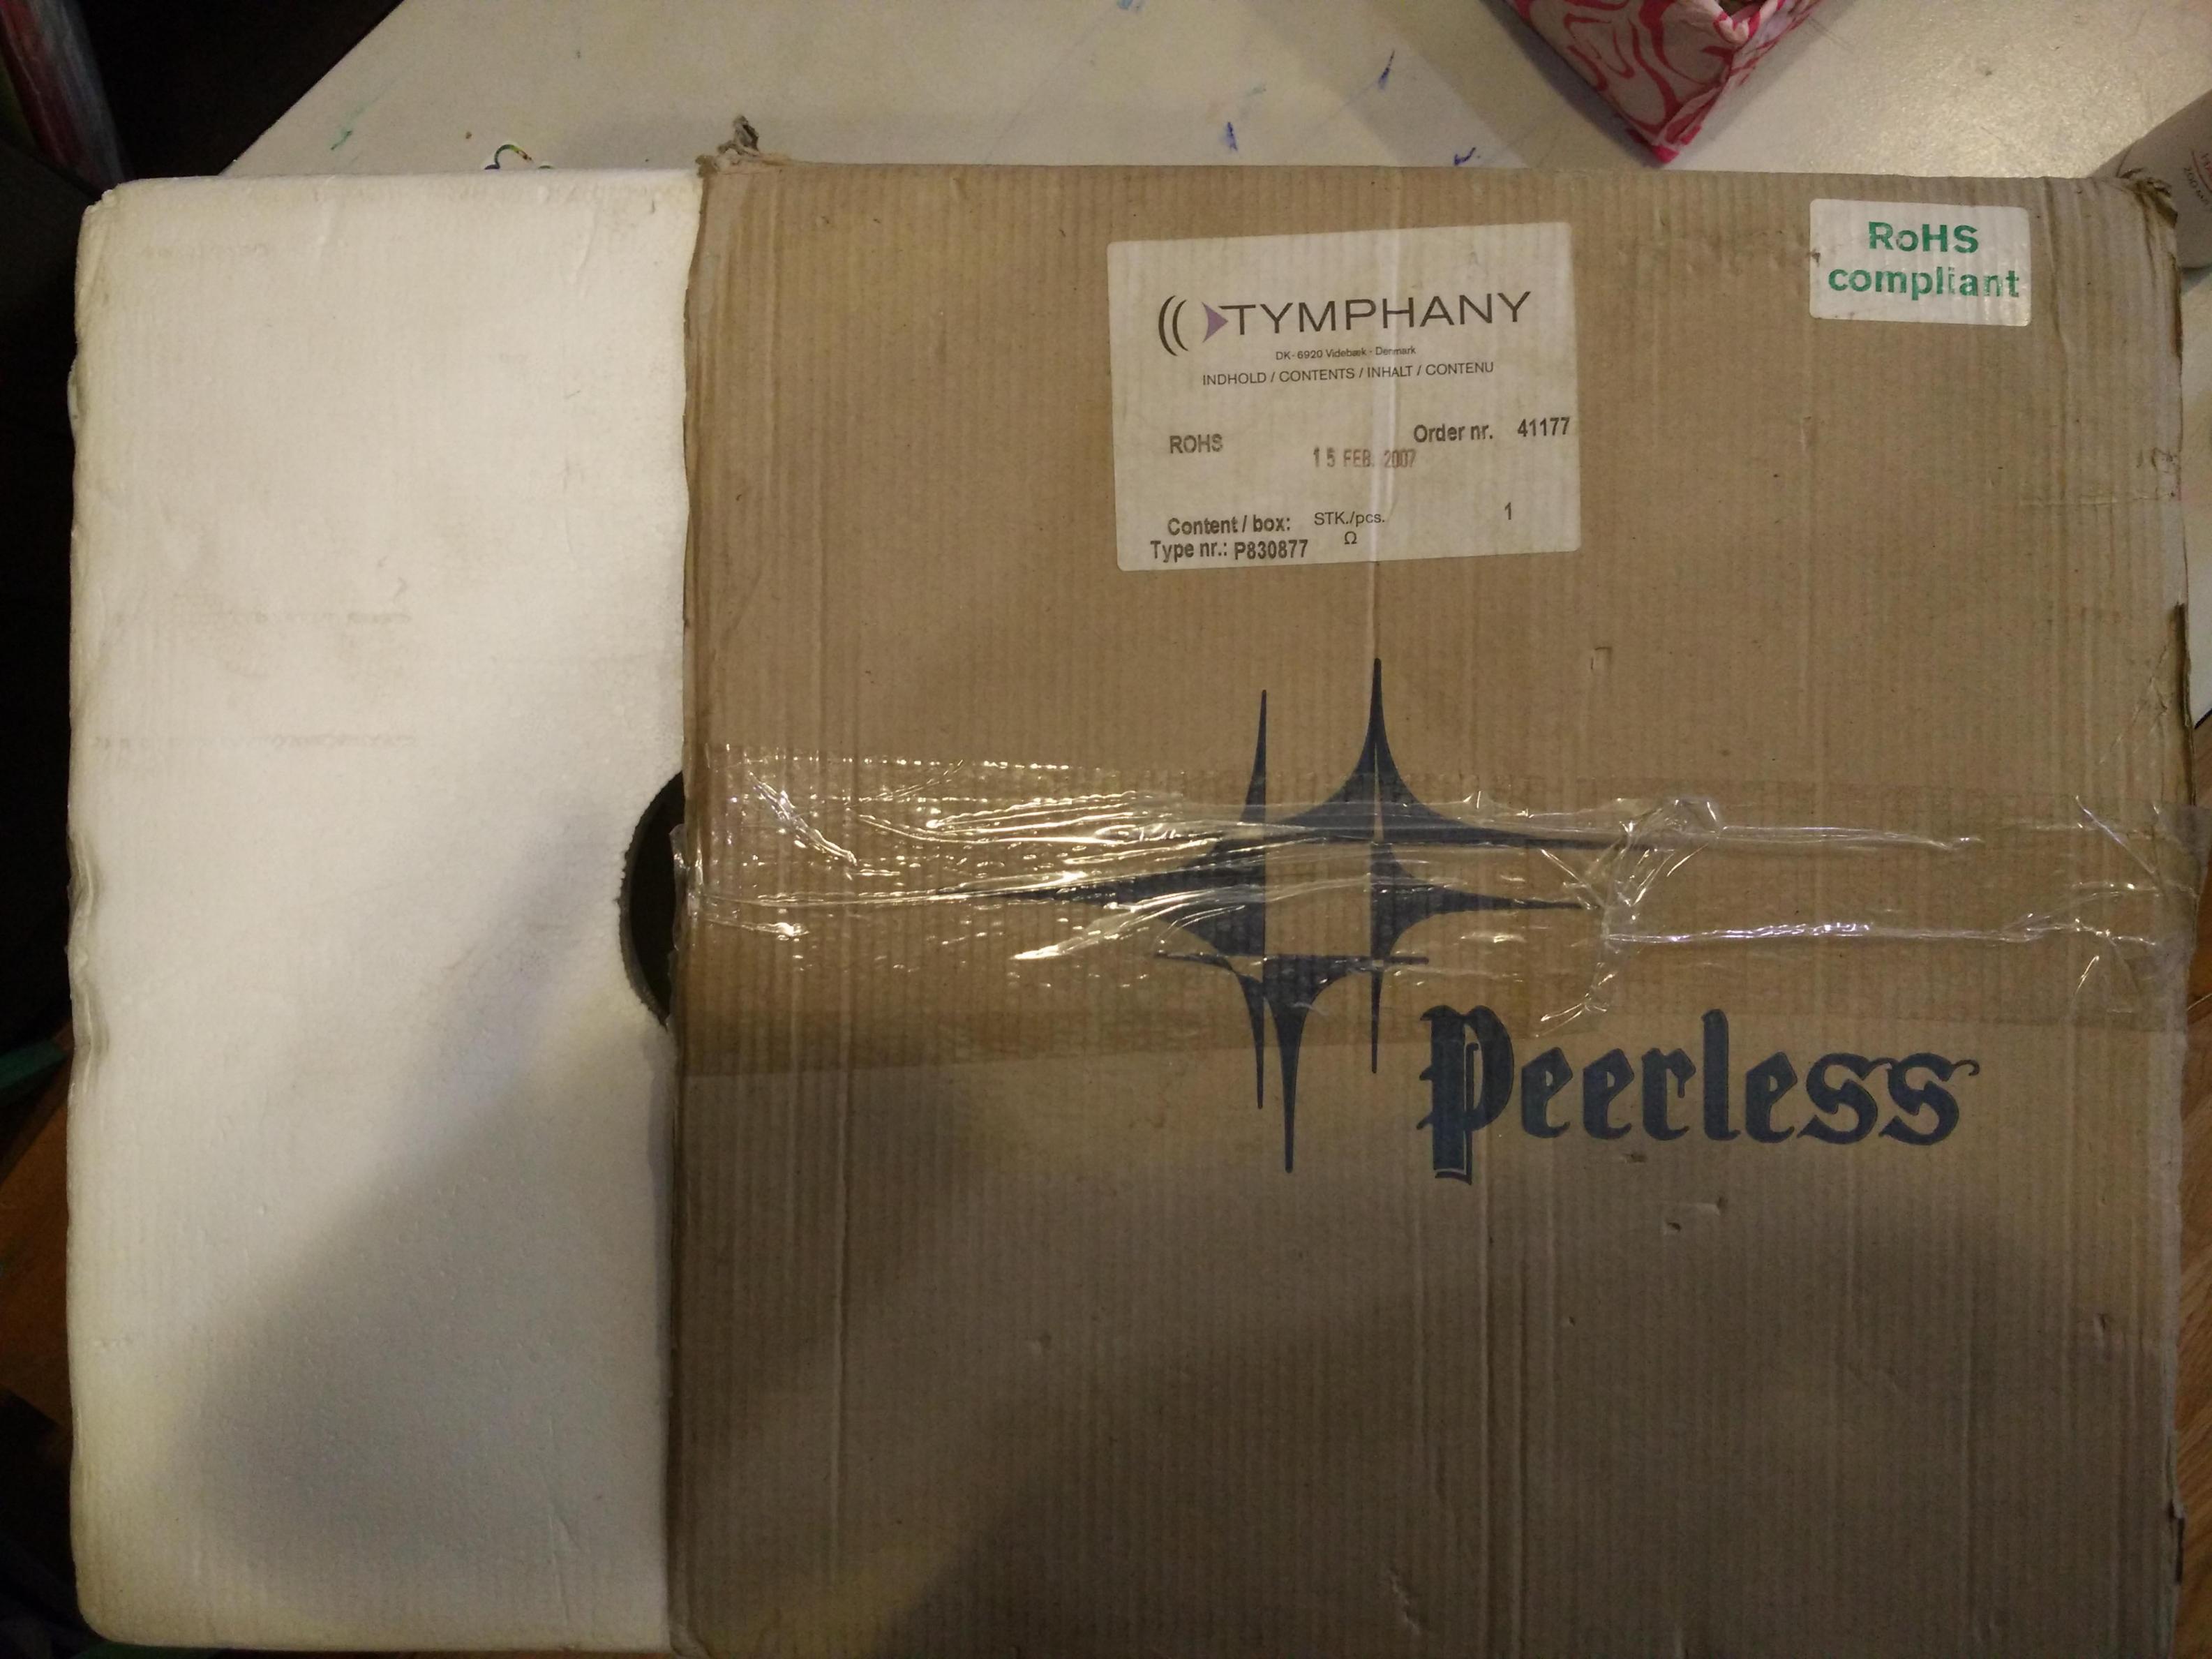 RoHS
compliant
TYMPHANY
DK-6920 Videbæk - Denmark
INDHOLD / CONTENTS / INHALT / CONTENU
ROHS Order nr. 41177
15 FEB. 2007
Content / box: STK./pcs. 1
Type nr.: P830877 Ω
Peerless